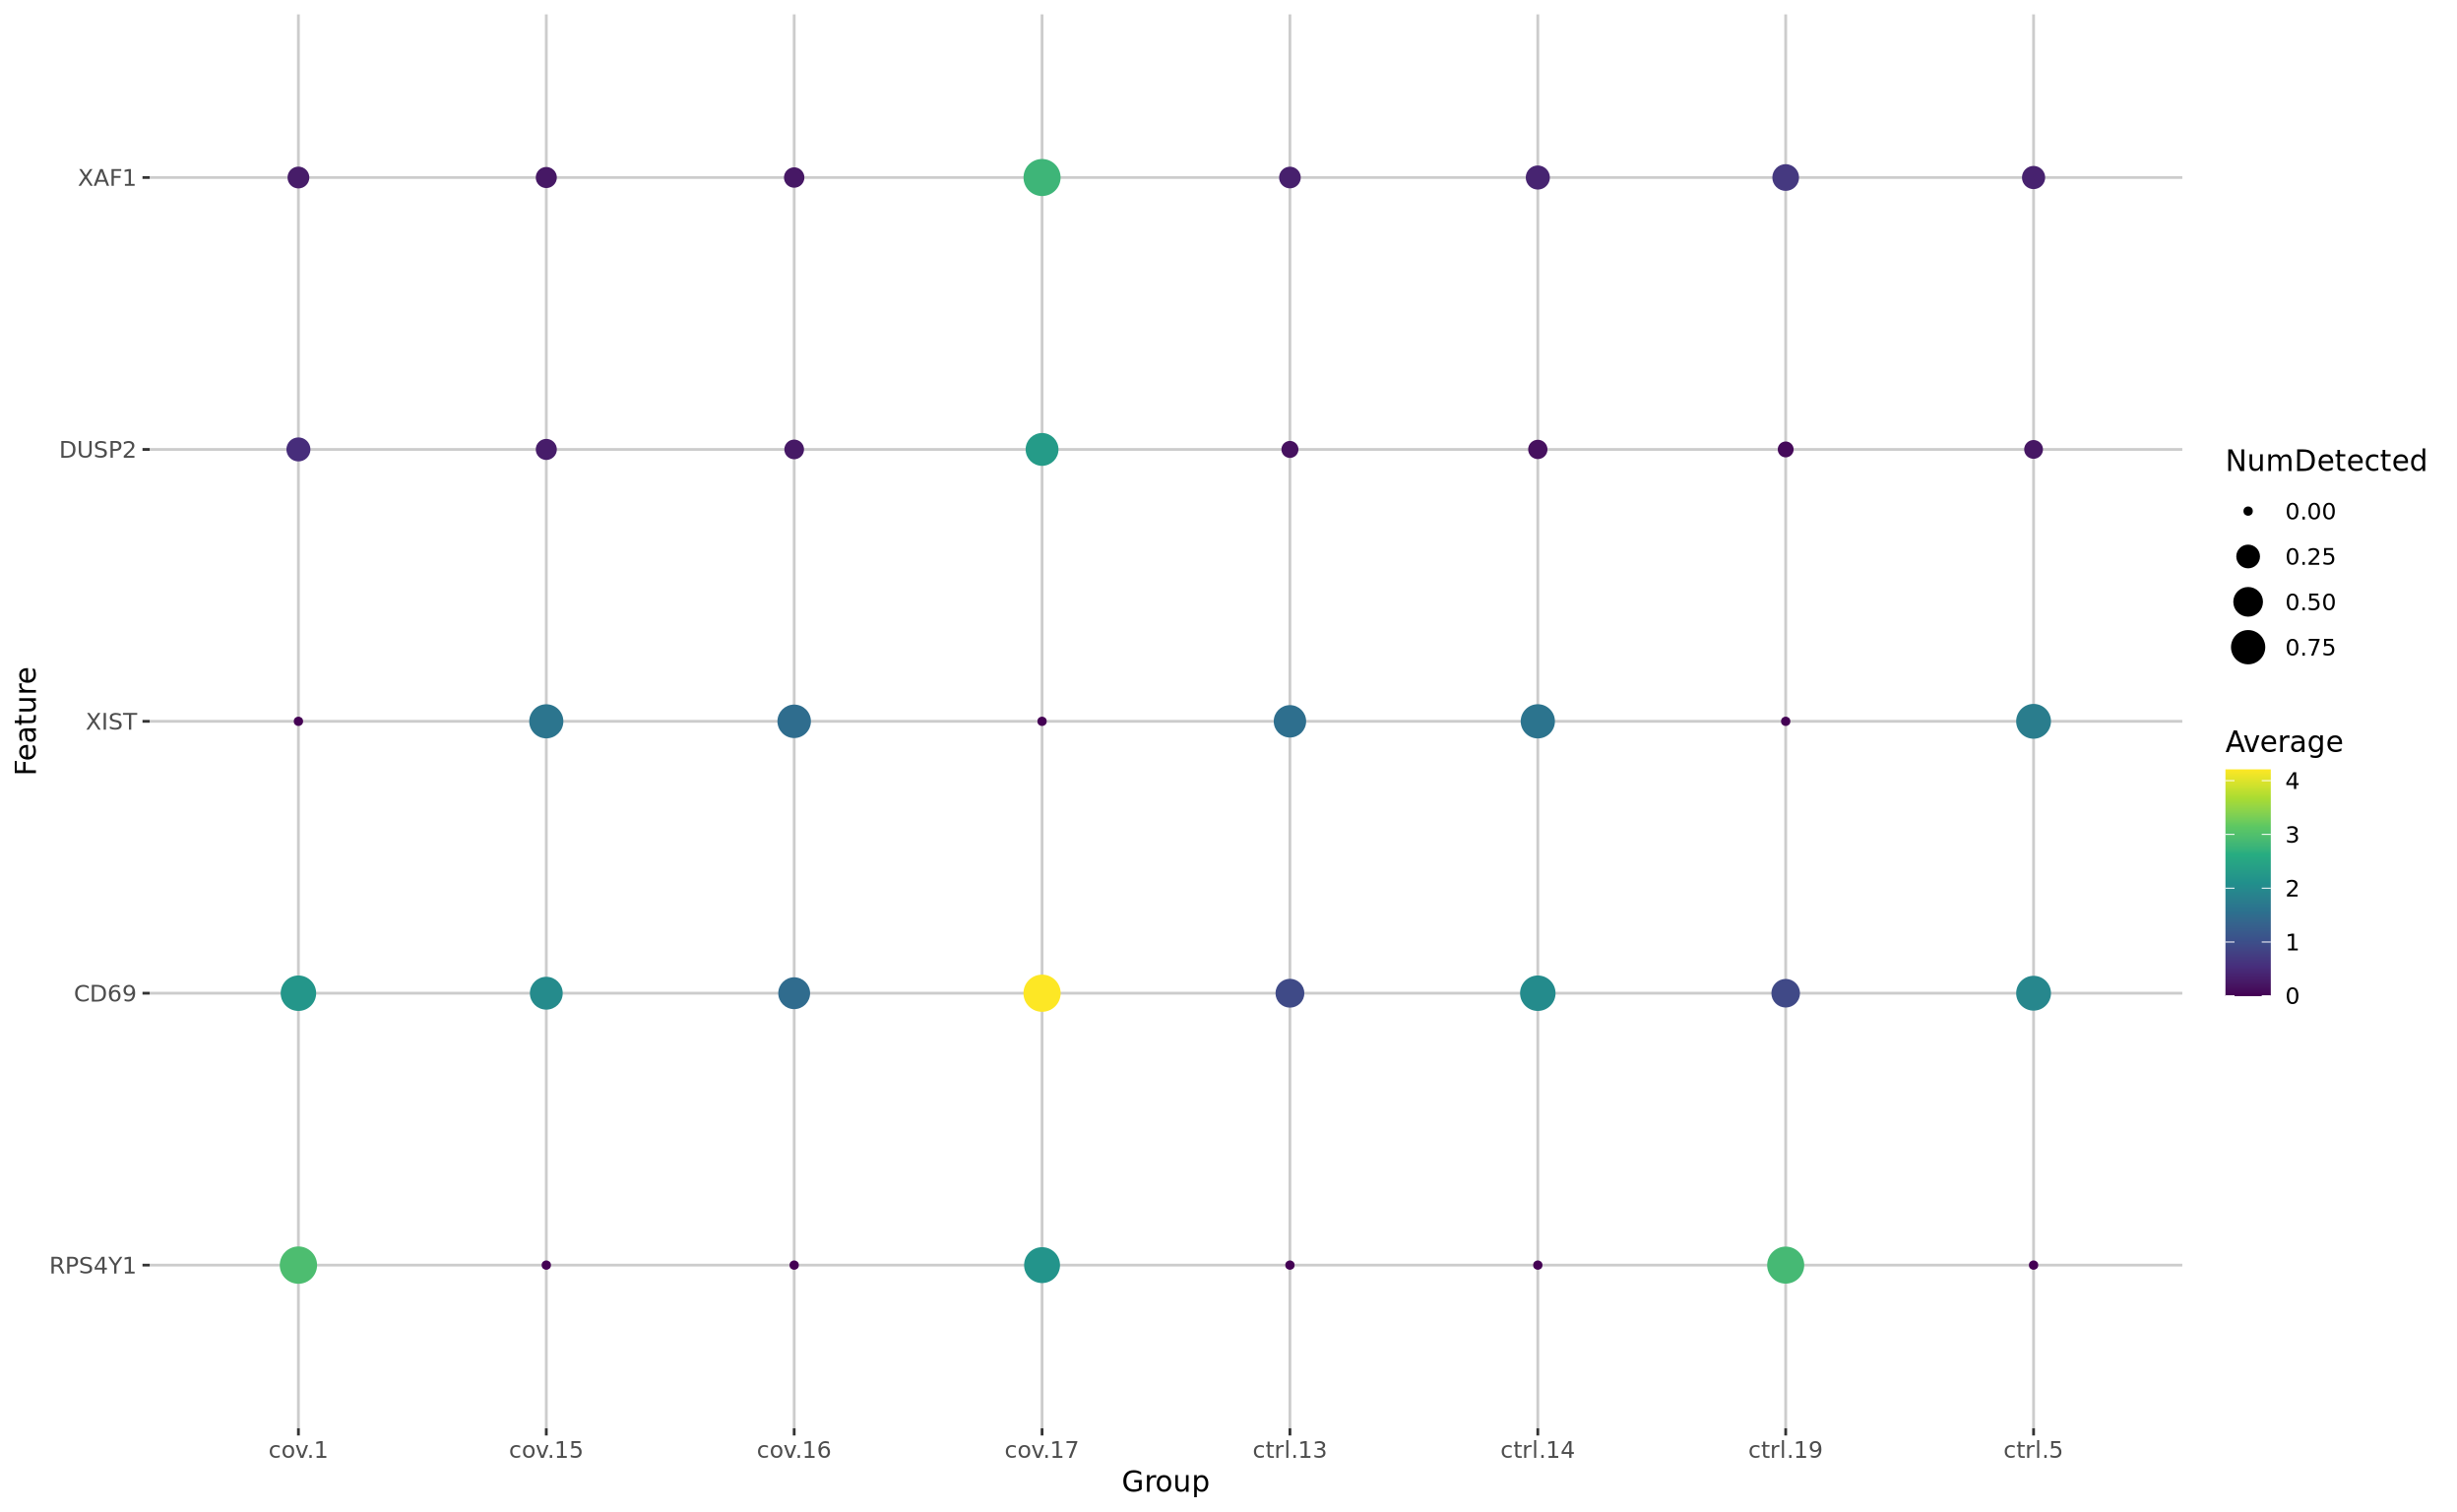 XAF1
DUSP2
XIST
CD69
RPS4Y1
Feature
cov.1
cov.15
cov.16
cov.17
ctrl.13
ctrl.14
ctrl.19
ctrl.5
Group
NumDetected
0.00
0.25
0.50
0.75
Average
4
3
2
1
0